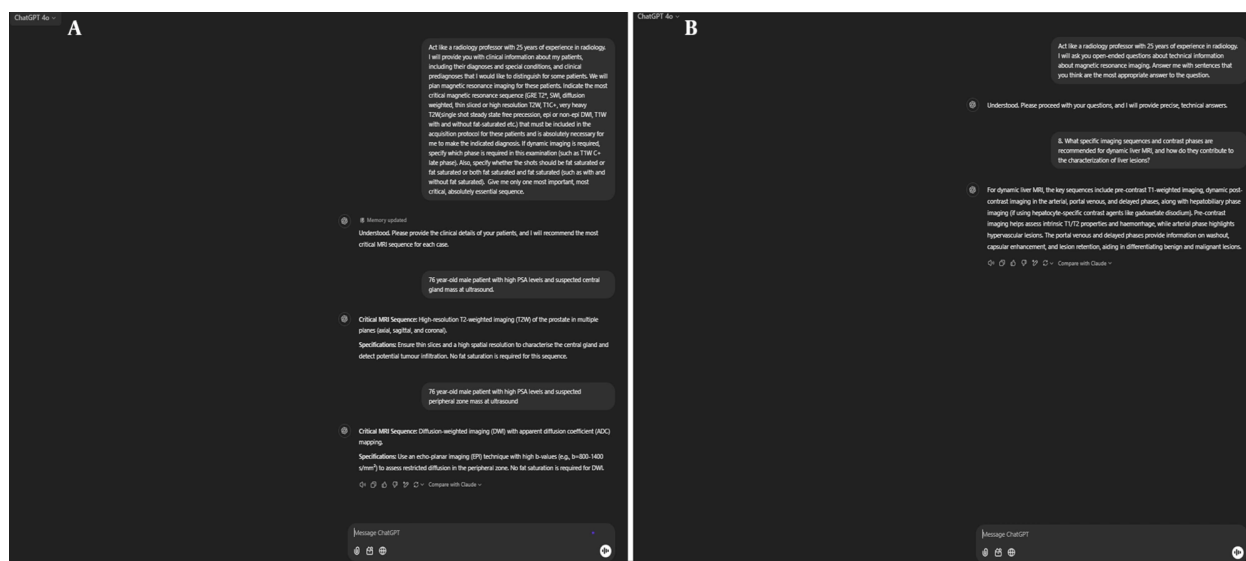 ChatGPT 4o
A
Act like a radiology professor with 25 years of experience in radiology.
I will provide you with clinical information about my patients,
including their diagnoses and special conditions, and clinical
prediagnoses that I would like to distinguish for some patients. We will
plan magnetic resonance imaging for these patients. Indicate the most
critical magnetic resonance sequence (GRE T2*, SWI, diffusion
weighted, thin sliced or high resolution T2W, T1C+, very heavy
T2W,single shot steady state free precession, epi or non-epi DWI, T1W
with and without fat-saturated etc.) that must be included in the
acquisition protocol for these patients and is absolutely necessary for
me to make the indicated diagnosis. If dynamic imaging is required,
specify which phase is required in this examination (such as T1W C+
late phase). Also, specify whether the shots should be fat saturated or
fat saturated or both fat saturated and fat saturated (such as with and
without fat saturated). Give me only one most important, most
critical, absolutely essential sequence.
Memory updated
Understood. Please provide the clinical details of your patients, and I will recommend the most
critical MRI sequence for each case.
76 year-old male patient with high PSA levels and suspected central
gland mass at ultrasound.
Critical MRI Sequence: High-resolution T2-weighted imaging (T2W) of the prostate in multiple
planes (axial, sagittal, and coronal).
Specifications: Ensure thin slices and a high spatial resolution to characterise the central gland and
detect potential tumour infiltration. No fat saturation is required for this sequence.
76 year-old male patient with high PSA levels and suspected
peripheral zone mass at ultrasound
Critical MRI Sequence: Diffusion-weighted imaging (DWI) with apparent diffusion coefficient (ADC)
mapping.
Specifications: Use an echo-planar imaging (EPI) technique with high b-values (e.g., b=800-1400
s/mm²) to assess restricted diffusion in the peripheral zone. No fat saturation is required for DWI.
Compare with Claude
Message ChatGPT
ChatGPT 4o
B
Act like a radiology professor with 25 years of experience in radiology.
I will ask you open-ended questions about technical information
about magnetic resonance imaging. Answer me with sentences that
you think are the most appropriate answer to the question.
Understood. Please proceed with your questions, and I will provide precise, technical answers.
8. What specific imaging sequences and contrast phases are
recommended for dynamic liver MRI, and how do they contribute to
the characterization of liver lesions?
For dynamic liver MRI, the key sequences include pre-contrast T1-weighted imaging, dynamic post-
contrast imaging in the arterial, portal venous, and delayed phases, along with hepatobiliary phase
imaging (if using hepatocyte-specific contrast agents like gadoxetate disodium). Pre-contrast
imaging helps assess intrinsic T1/T2 properties and haemorrhage, while arterial phase highlights
hypervascular lesions. The portal venous and delayed phases provide information on washout,
capsular enhancement, and lesion retention, aiding in differentiating benign and malignant lesions.
Compare with Claude
Message ChatGPT